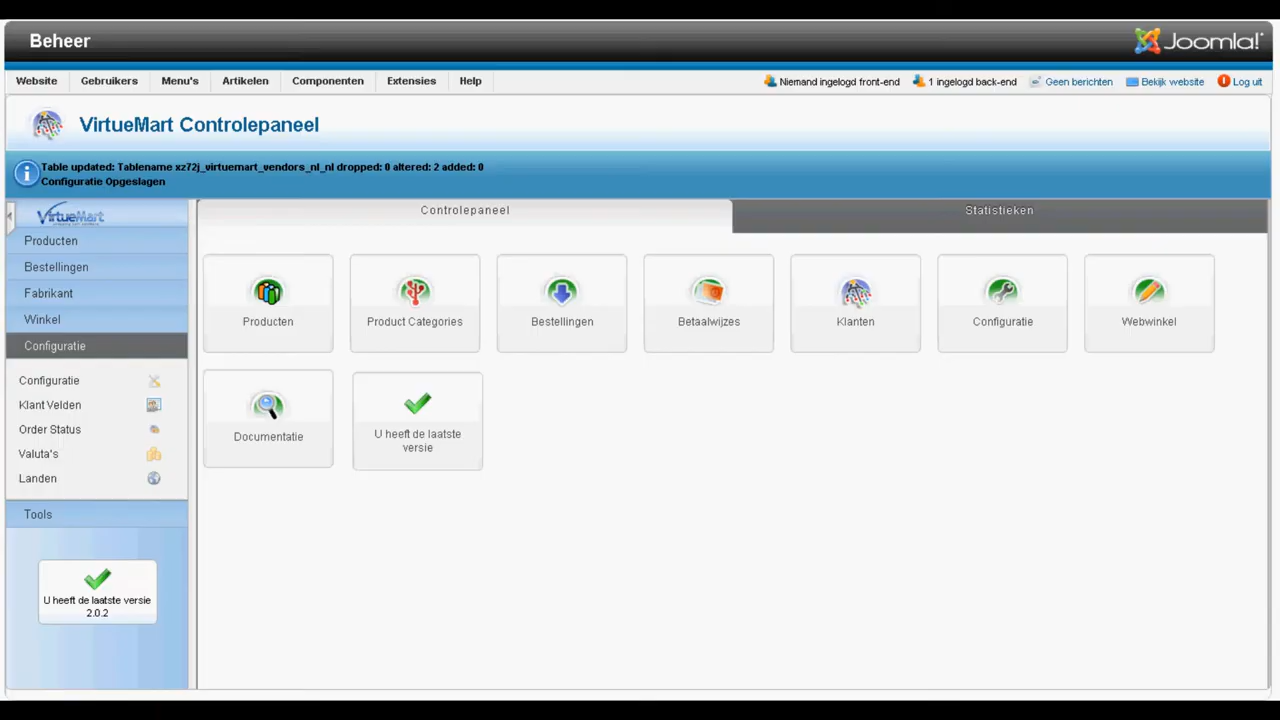 Beheer
Joomla!
Website Gebruikers Menu's Artikelen Componenten Extensies Help
Niemand ingelogd front-end 1 ingelogd back-end Geen berichten Bekijk website Log uit
VirtueMart Controlepaneel
Table updated: Tablename xz72j_virtuemart_vendors_nl_nl dropped: 0 altered: 2 added: 0
Configuratie Opgeslagen
VirtueMart
Producten
Bestellingen
Fabrikant
Winkel
Configuratie
Configuratie
Klant Velden
Order Status
Valuta's
Landen
Tools
U heeft de laatste versie
2.0.2
Controlepaneel Statistieken
Producten Product Categories Bestellingen Betaalwijzes Klanten Configuratie Webwinkel
Documentatie
U heeft de laatste
versie